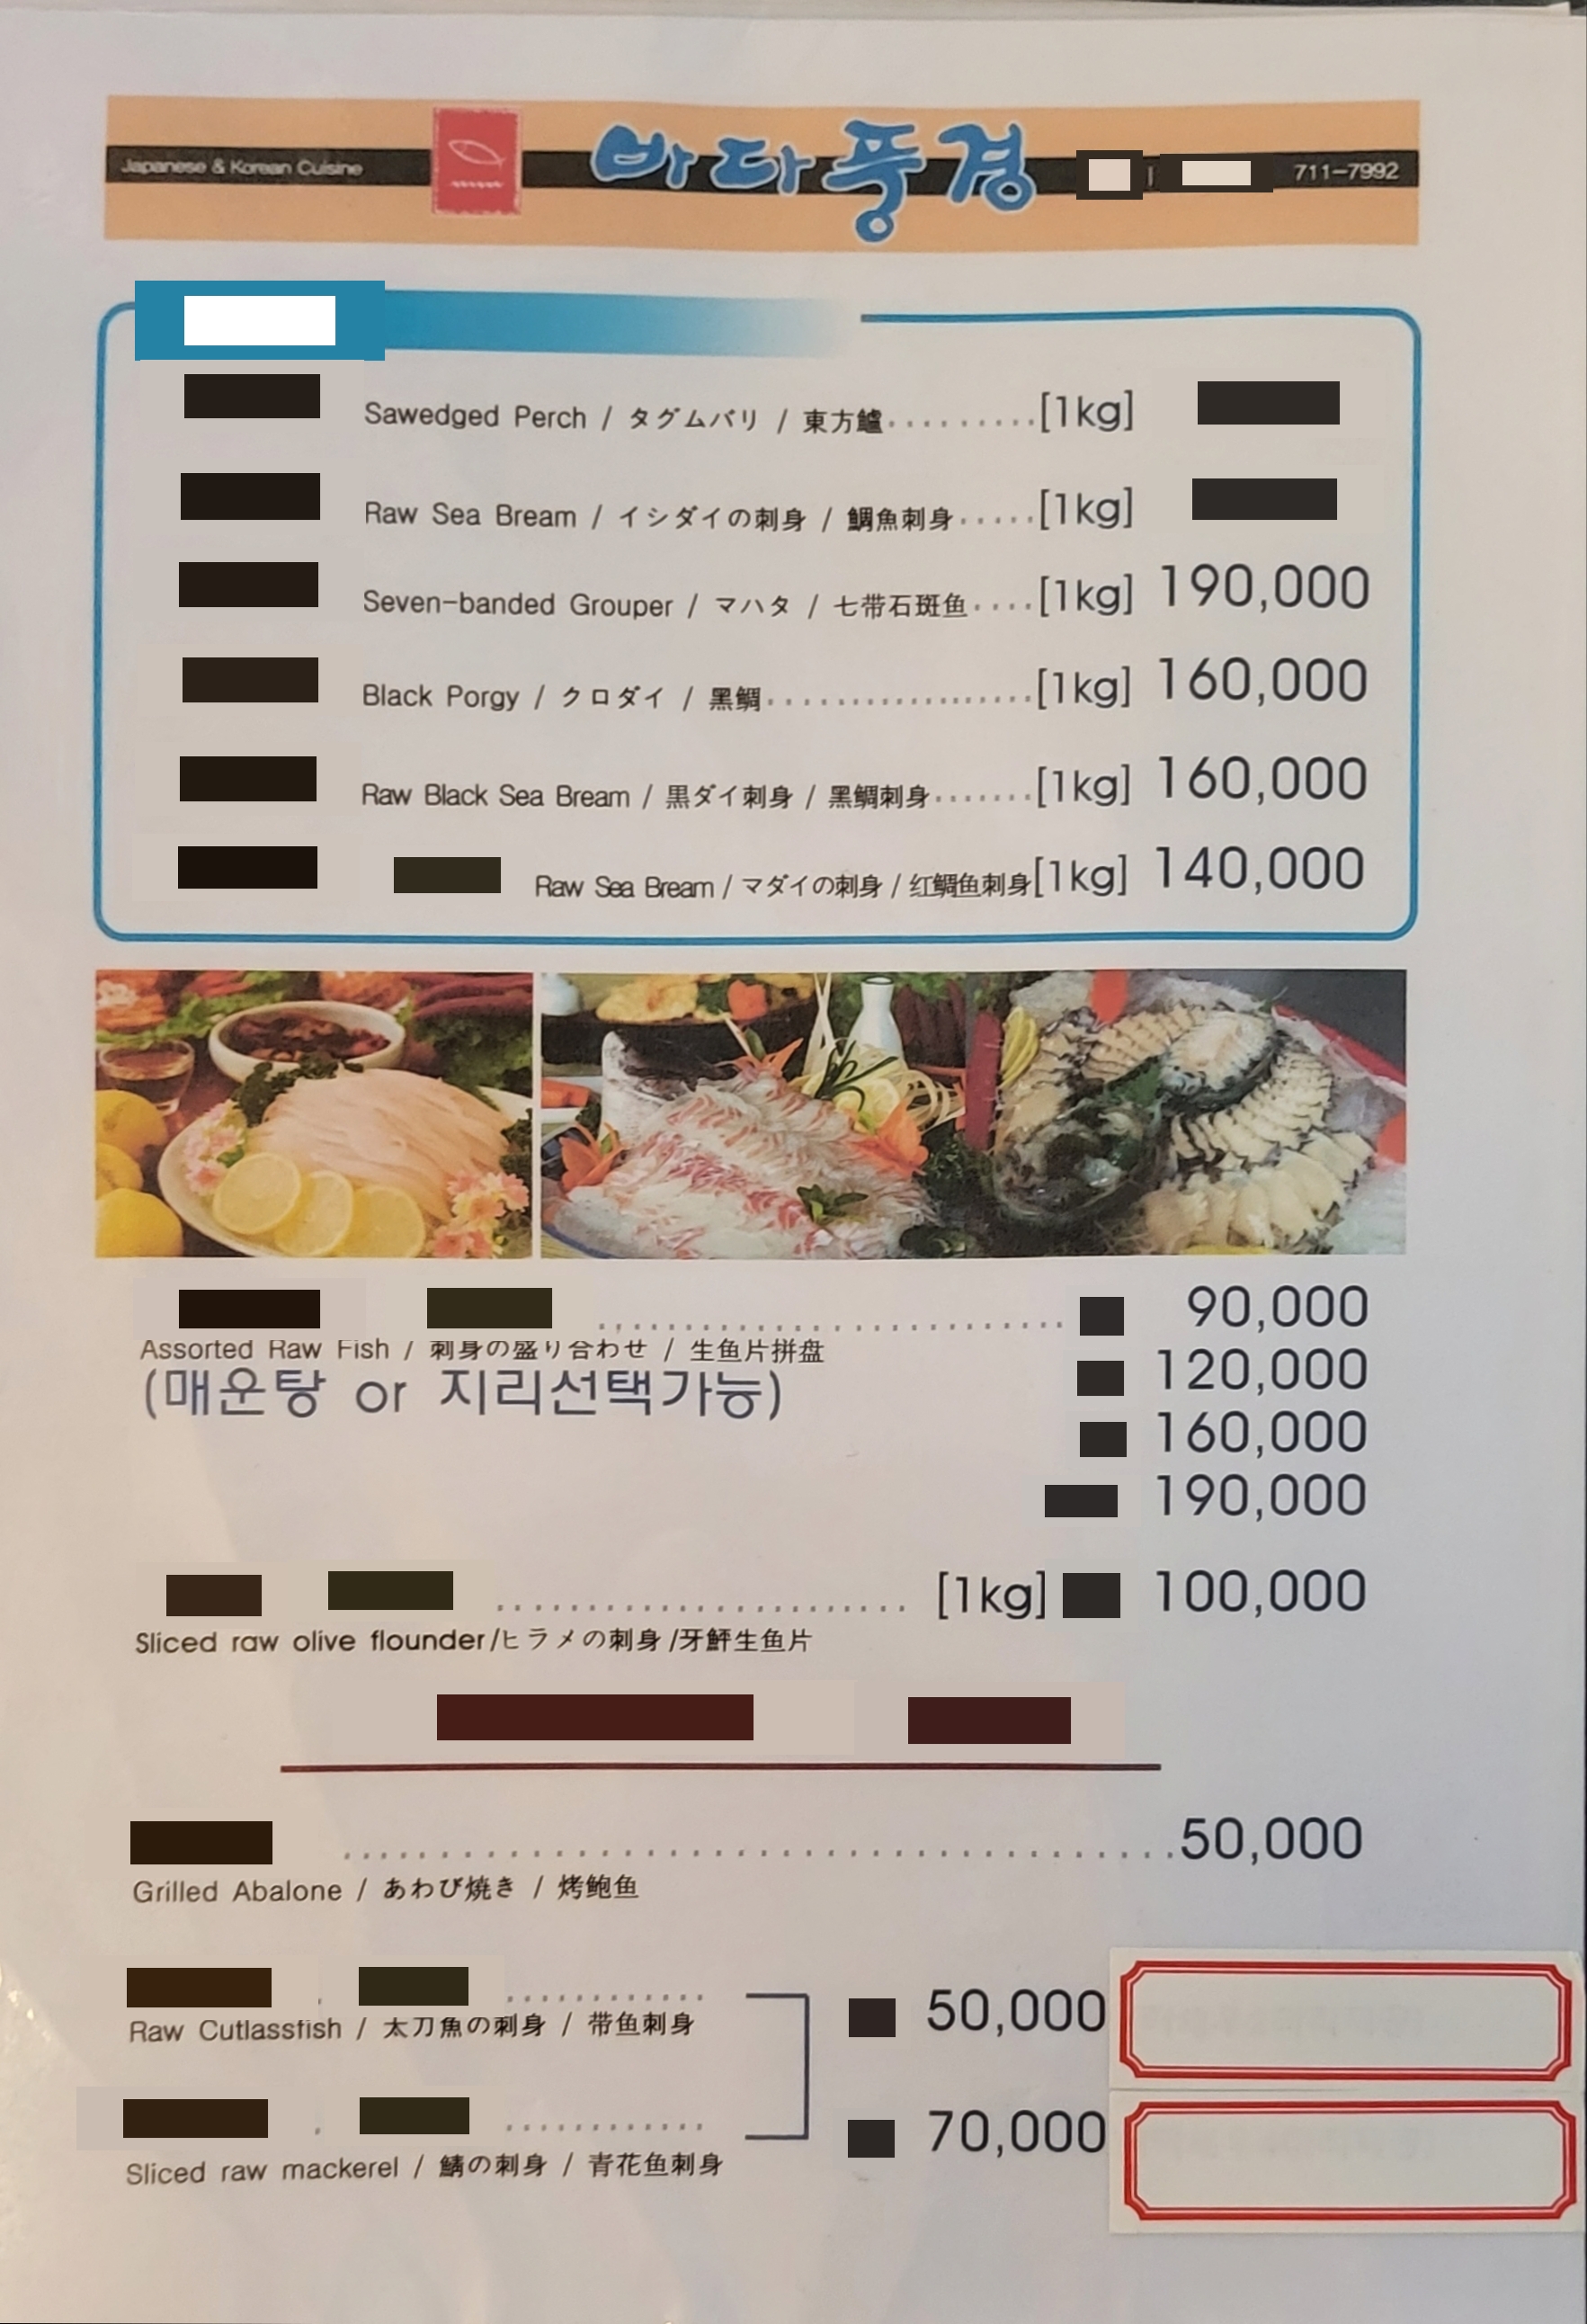 Japanese & Korean Cuisine 바다풍경 711-7992
Sawedged Perch / タグムバリ / 東方鱸 [1kg]
Raw Sea Bream / イシダイの刺身 / 鯛魚刺身 [1kg]
Seven-banded Grouper / マハタ / 七带石斑鱼 [1kg] 190,000
Black Porgy / クロダイ / 黑鲷 [1kg] 160,000
Raw Black Sea Bream / 黒ダイ刺身 / 黑鲷刺身 [1kg] 160,000
Raw Sea Bream / マダイの刺身 / 红鲷鱼刺身 [1kg] 140,000
90,000
Assorted Raw Fish / 刺身の盛り合わせ / 生鱼片拼盘
120,000
(매운탕 or 지리선택가능)
160,000
190,000
[1kg] 100,000
Sliced raw olive flounder/ヒラメの刺身/牙鲆生鱼片
50,000
Grilled Abalone / あわび焼き / 烤鲍鱼
50,000
Raw Cutlassfish / 太刀魚の刺身 / 带鱼刺身
70,000
Sliced raw mackerel / 鯖の刺身 / 青花鱼刺身